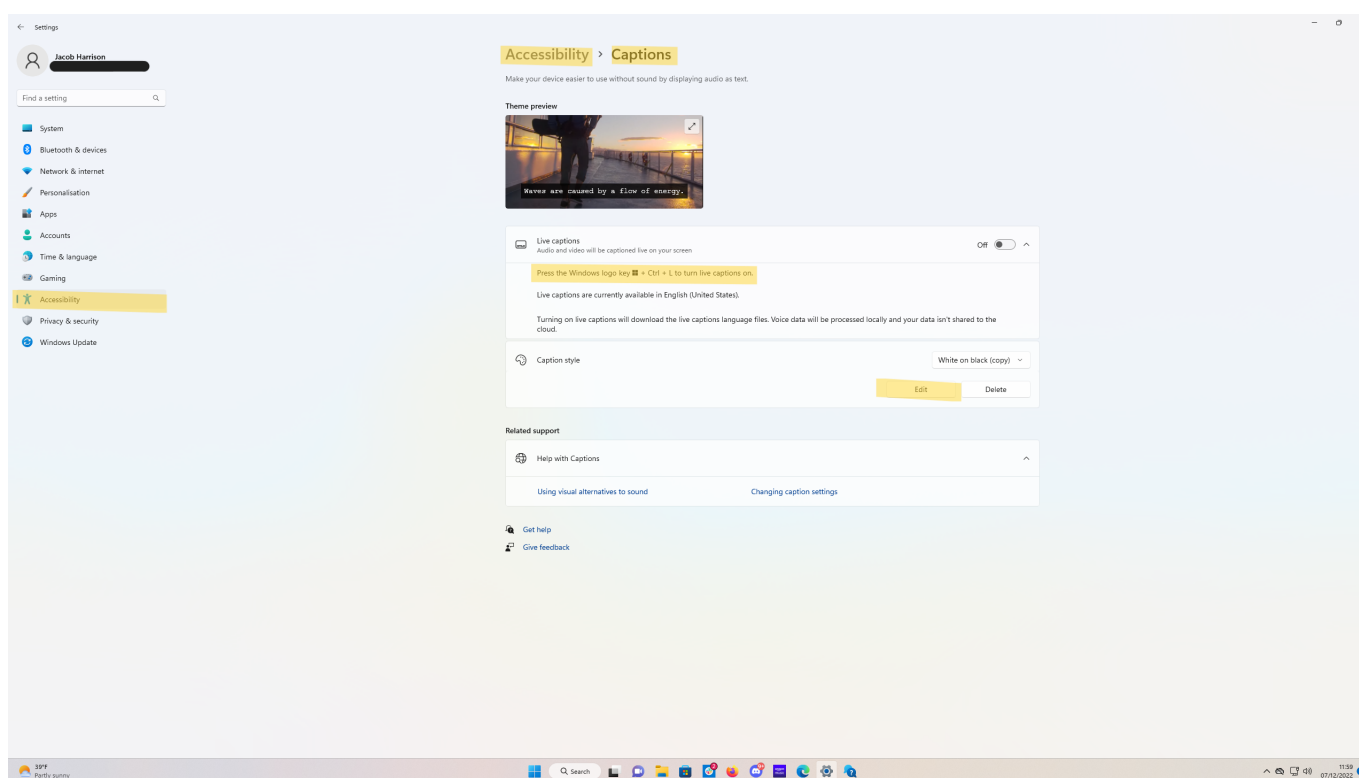 Settings
Jacob Harrison
Find a setting
System
Bluetooth & devices
Network & internet
Personalisation
Apps
Accounts
Time & language
Gaming
Accessibility
Privacy & security
Windows Update
Accessibility > Captions
Make your device easier to use without sound by displaying audio as text.
Theme preview
Waves are caused by a flow of energy.
Live captions
Audio and video will be captioned live on your screen
Off
Press the Windows logo key + Ctrl + L to turn live captions on.
Live captions are currently available in English (United States).
Turning on live captions will download the live captions language files. Voice data will be processed locally and your data isn't shared to the
cloud.
Caption style
White on black (copy)
Edit
Delete
Related support
Help with Captions
Using visual alternatives to sound
Changing caption settings
Get help
Give feedback
39°F
Partly sunny
Search
11:59
07/12/2022